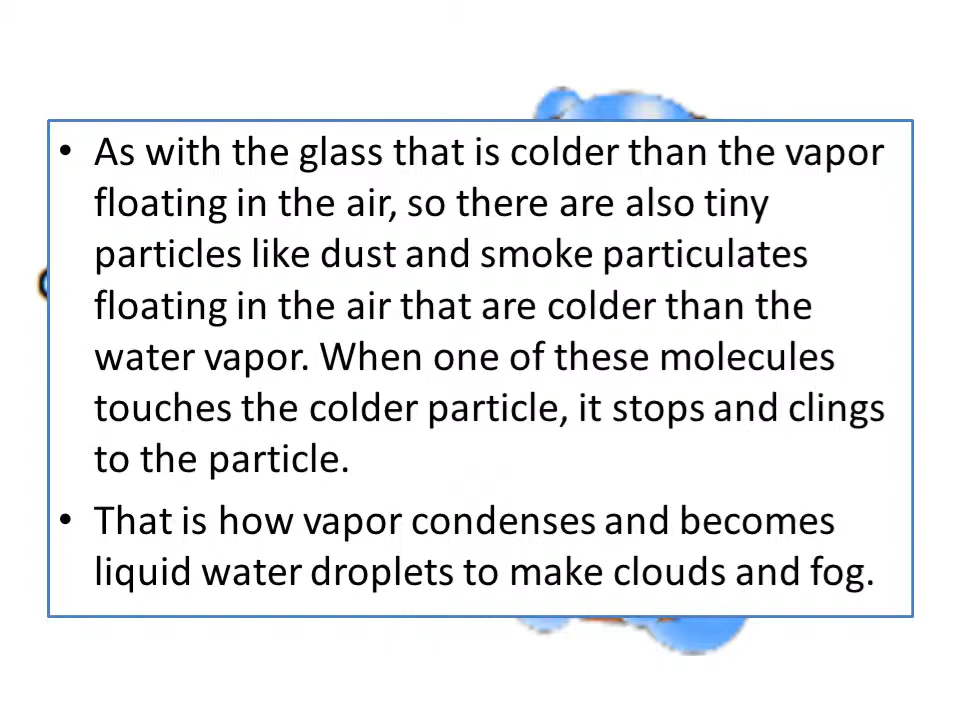 • As with the glass that is colder than the vapor
floating in the air, so there are also tiny
particles like dust and smoke particulates
floating in the air that are colder than the
water vapor. When one of these molecules
touches the colder particle, it stops and clings
to the particle.
• That is how vapor condenses and becomes
liquid water droplets to make clouds and fog.